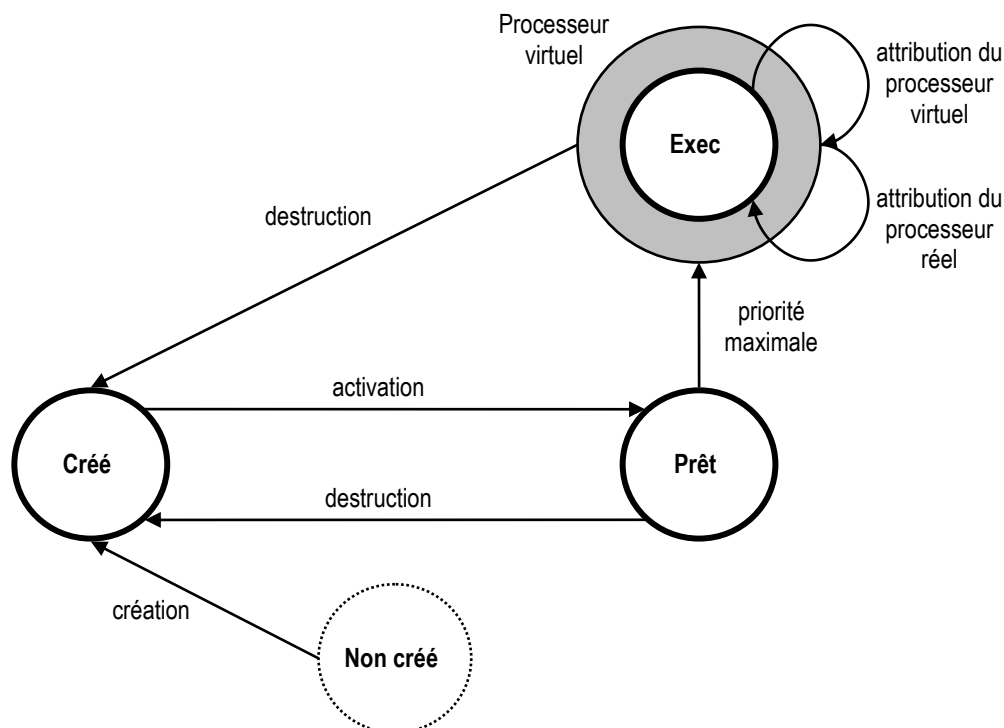 Processeur
virtuel
attribution du
processeur
virtuel
Exec
attribution du
processeur
réel
destruction
priorité
maximale
activation
Créé
Prêt
destruction
création
Non créé